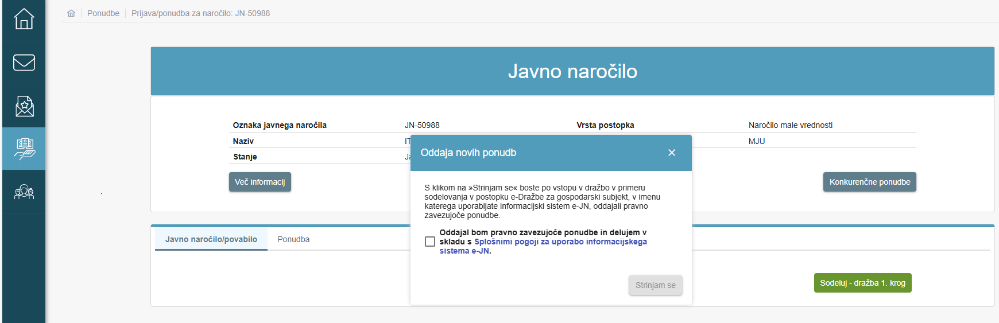 Ponudbe
Prijava/ponudba za naročilo: JN-50988
Javno naročilo
Oznaka javnega naročila JN-50988 Vrsta postopka Naročilo male vrednosti
Naziv MJU
Stanje
Več informacij
Konkurenčne ponudbe
Oddaja novih ponudb
S klikom na »Strinjam se« boste po vstopu v dražbo v primeru
sodelovanja v postopku e-Dražbe za gospodarski subjekt, v imenu
katerega uporabljate informacijski sistem e-JN, oddajali pravno
zavezujoče ponudbe.
Oddajal bom pravno zavezujoče ponudbe in delujem v
skladu s Splošnimi pogoji za uporabo informacijskega
sistema e-JN.
Strinjam se
Javno naročilo/povabilo
Ponudba
Sodeluj - dražba 1. krog